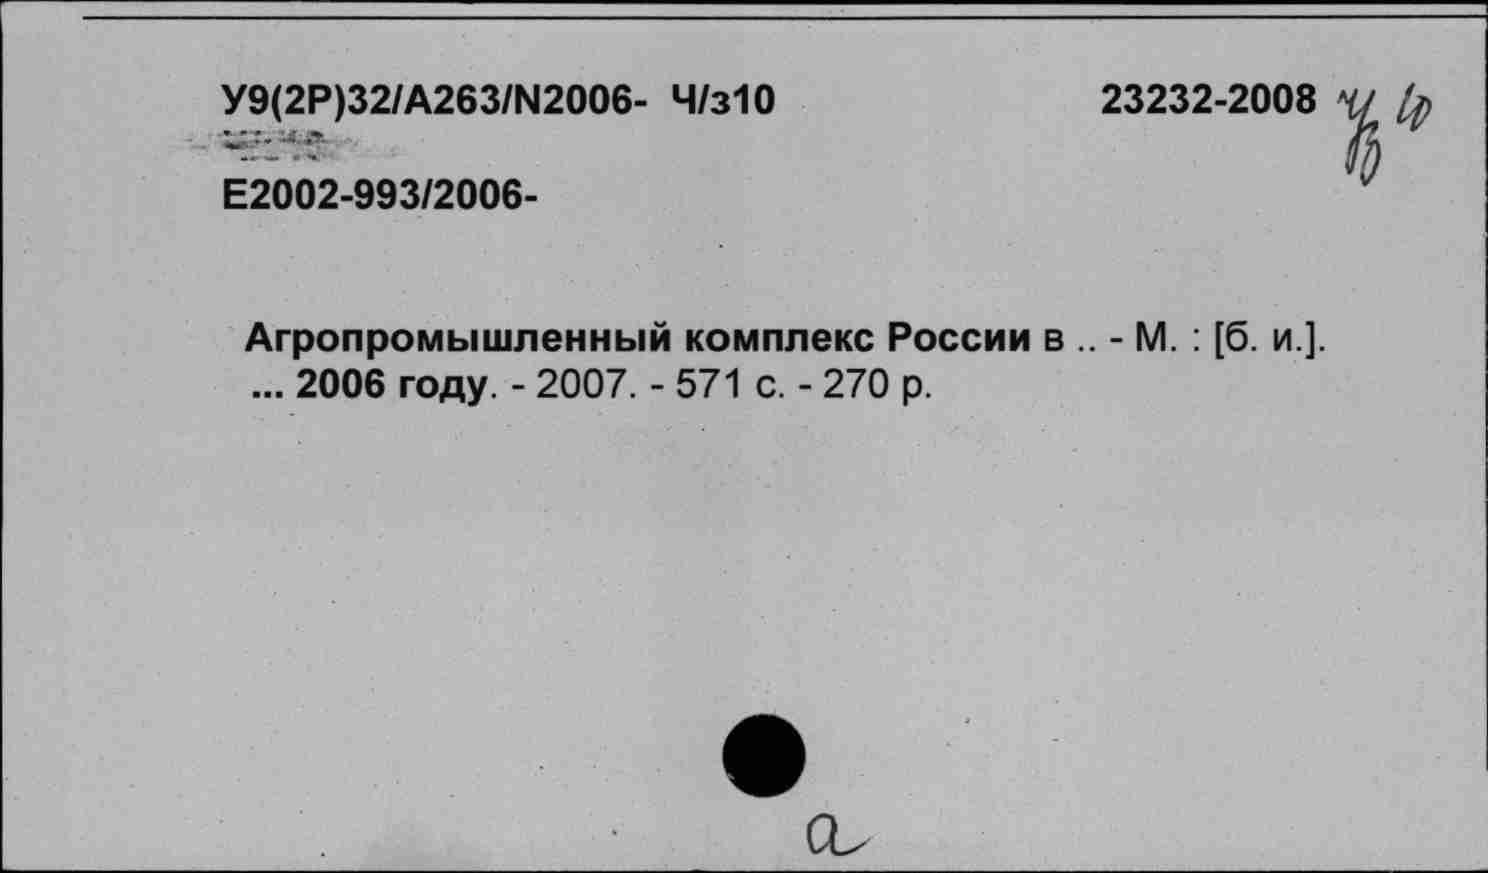 У9(2Р)32/А263/N2006- Ч/з10 23232-2008
Е2002-993/2006-
Агропромышленный комплекс России в .. - М. : [б. и.].
... 2006 году. - 2007. - 571 с. - 270 р.
а